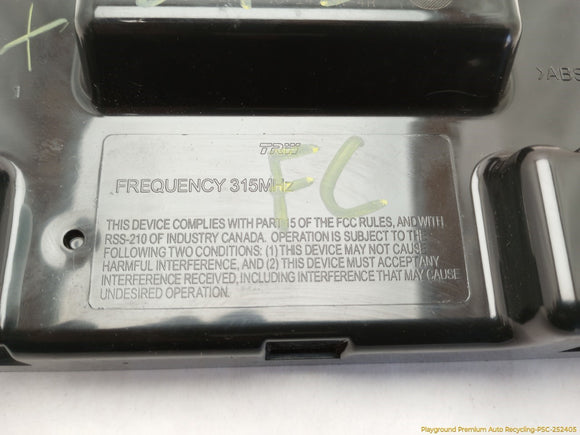 >ABS
TRW
FC
FREQUENCY 315MHZ
THIS DEVICE COMPLIES WITH PART 15 OF THE FCC RULES, AND WITH
RSS-210 OF INDUSTRY CANADA. OPERATION IS SUBJECT TO THE
FOLLOWING TWO CONDITIONS: (1) THIS DEVICE MAY NOT CAUSE
HARMFUL INTERFERENCE, AND (2) THIS DEVICE MUST ACCEPT ANY
INTERFERENCE RECEIVED, INCLUDING INTERFERENCE THAT MAY CAUSE
UNDESIRED OPERATION.
Playground Premium Auto Recycling-PSC-252405